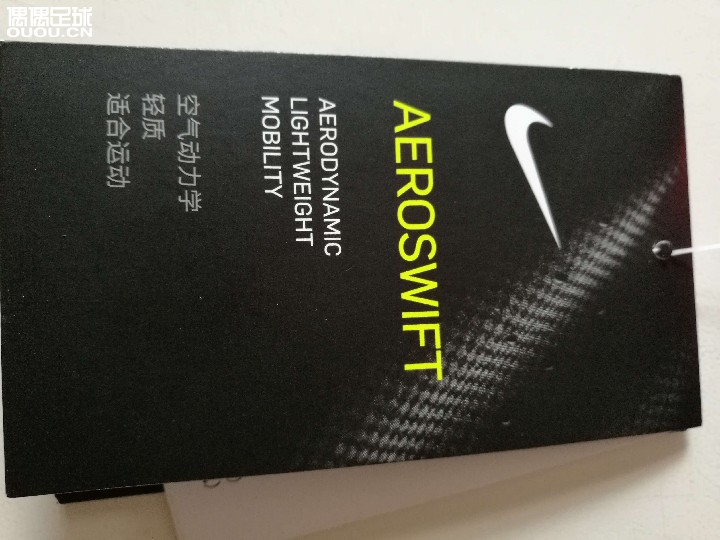 偶偶足球
OUOU.CN
AEROSWIFT
AERODYNAMIC
LIGHTWEIGHT
MOBILITY
空气动力学
轻质
适合运动